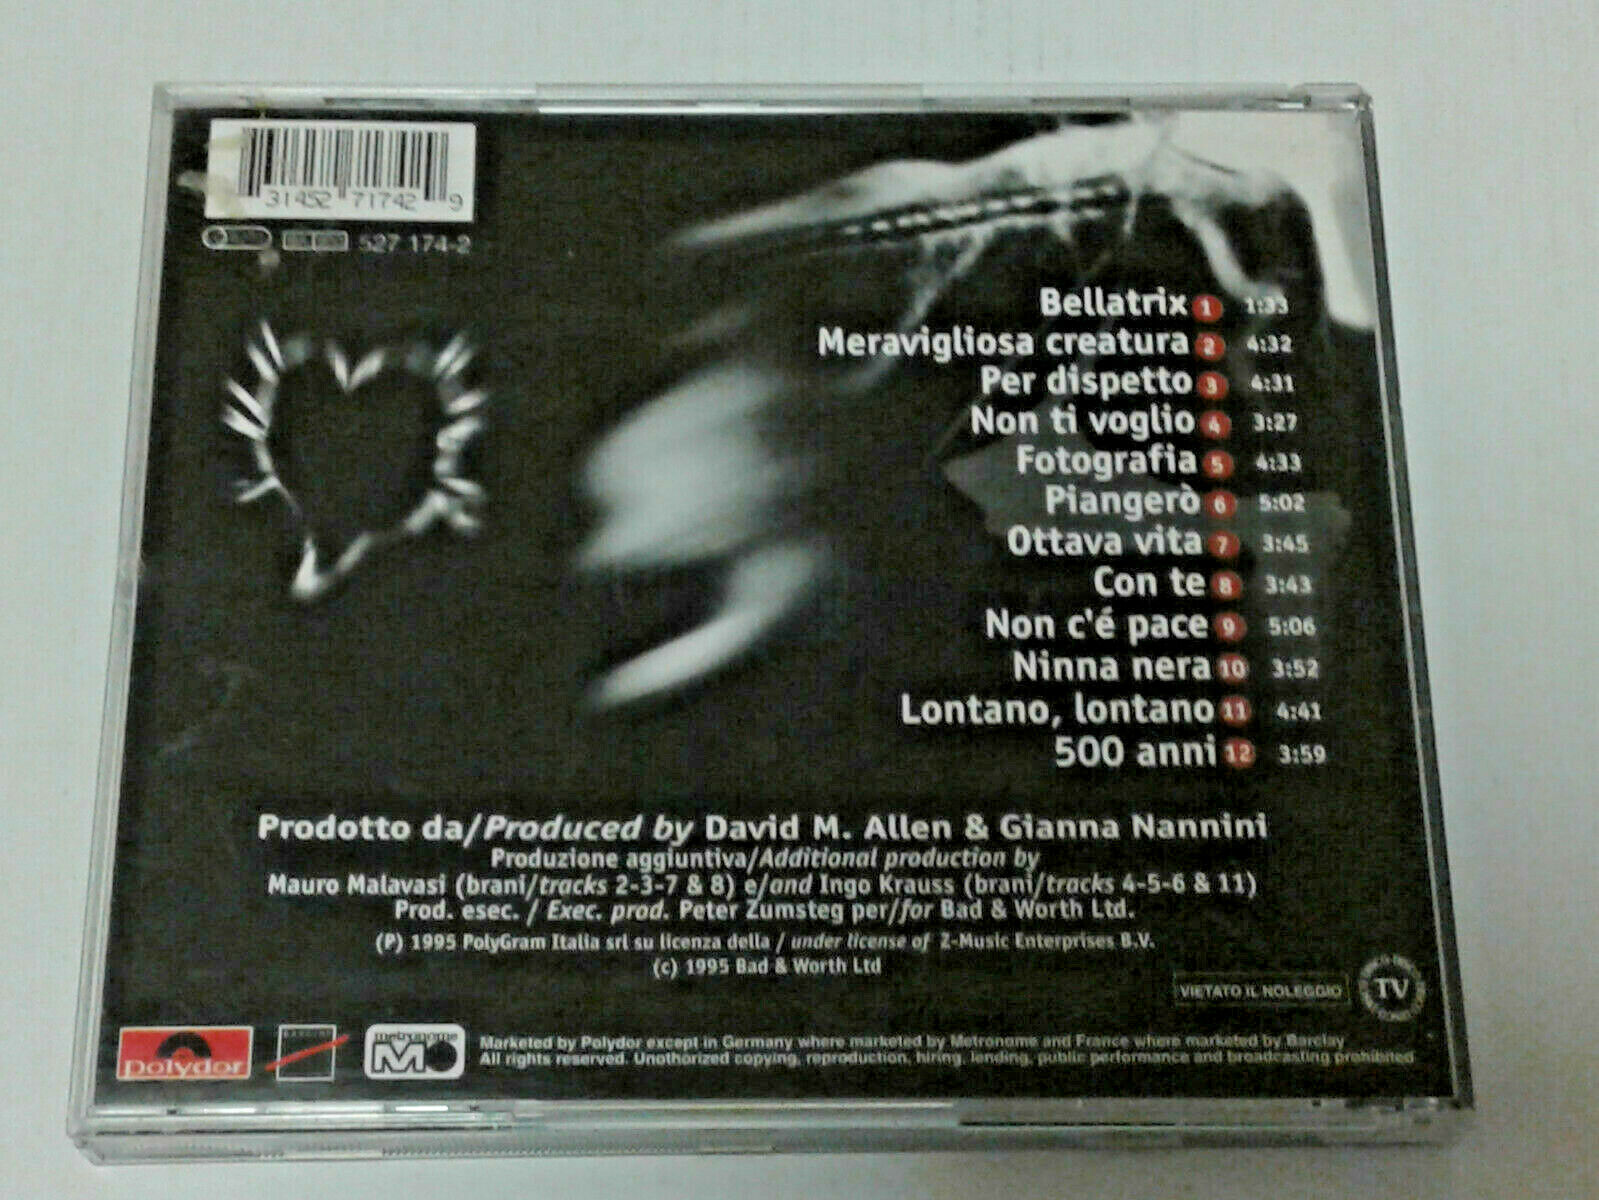 31452 71742 9
527 174-2
Bellatrix 1 1:33
Meravigliosa creatura 2 4:32
Per dispetto 3 4:31
Non ti voglio 4 3:27
Fotografia 5 4:33
Piangerò 6 5:02
Ottava vita 7 3:45
Con te 8 3:43
Non c'é pace 9 5:06
Ninna nera 10 3:52
Lontano, lontano 11 4:41
500 anni 12 3:59
Prodotto da/Produced by David M. Allen & Gianna Nannini
Produzione aggiuntiva/Additional production by
Mauro Malavasi (brani/tracks 2-3-7 & 8) e/and Ingo Krauss (brani/tracks 4-5-6 & 11)
Prod. esec. / Exec. prod. Peter Zumsteg per/for Bad & Worth Ltd.
(P) 1995 PolyGram Italia srl su licenza della / under license of Z-Music Enterprises B.V.
(c) 1995 Bad & Worth Ltd
VIETATO IL NOLEGGIO
TV
polydor
metronome
M
Marketed by Polydor except in Germany where marketed by Metronome and France where marketed by Barclay
All rights reserved. Unothorized copying, reproduction, hiring, lending, public performance and broadcasting prohibited